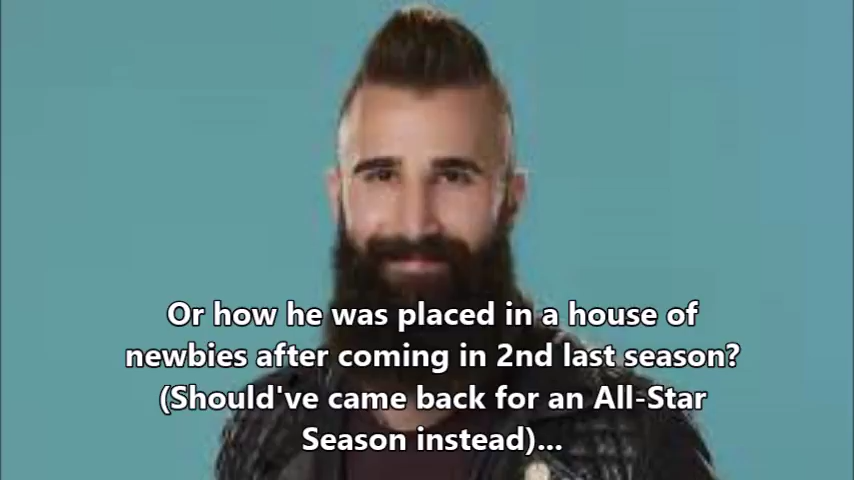 Or how he was placed in a house of
newbies after coming in 2nd last season?
(Should've came back for an All-Star
Season instead)...